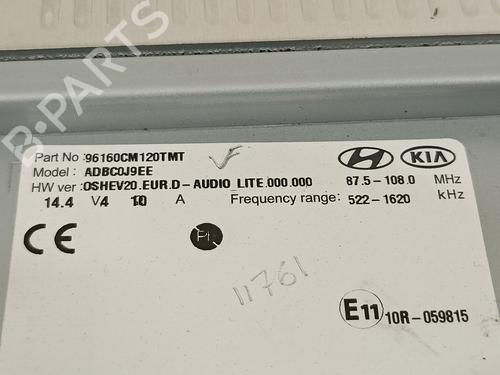 B-PARTS
Part No :96160CM120TMT
KIA
Model : ADBC0J9EE
HW ver :OSHEV20.EUR.D-AUDIO_LITE.000.000
87.5-108.0 MHz
14.4 V4 10 A
Frequency range: 522-1620 kHz
CE
11761
E11 10R-059815